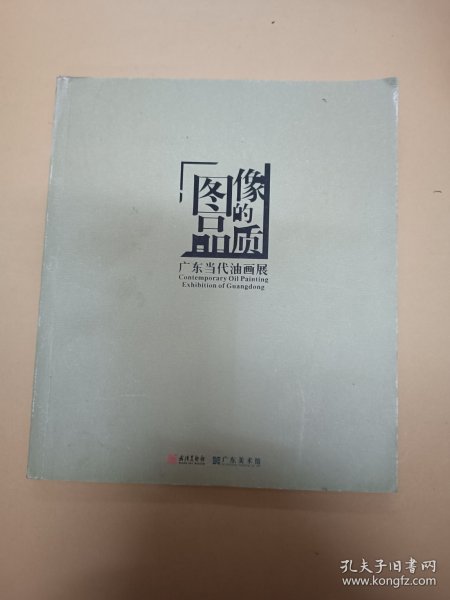 图像的品质
广东当代油画展
Contemporary Oil Painting
Exhibition of Guangdong
广东美术馆
孔夫子旧书网
www.kongfz.com